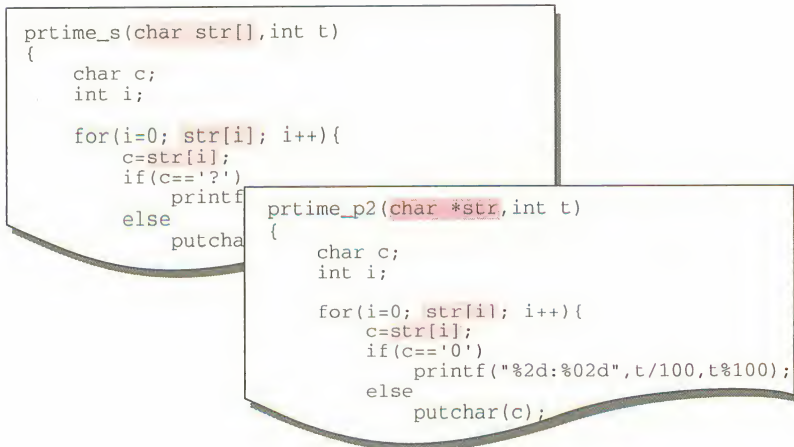 prtime_s(char str[],int t)
{
    char c;
    int i;

    for(i=0; str[i]; i++){
        c=str[i];
        if(c=='?')
            printf
        else
            putcha
prtime_p2(char *str,int t)
{
    char c;
    int i;

    for(i=0; str[i]; i++){
        c=str[i];
        if(c=='0')
            printf("%2d:%02d",t/100,t%100);
        else
            putchar(c);